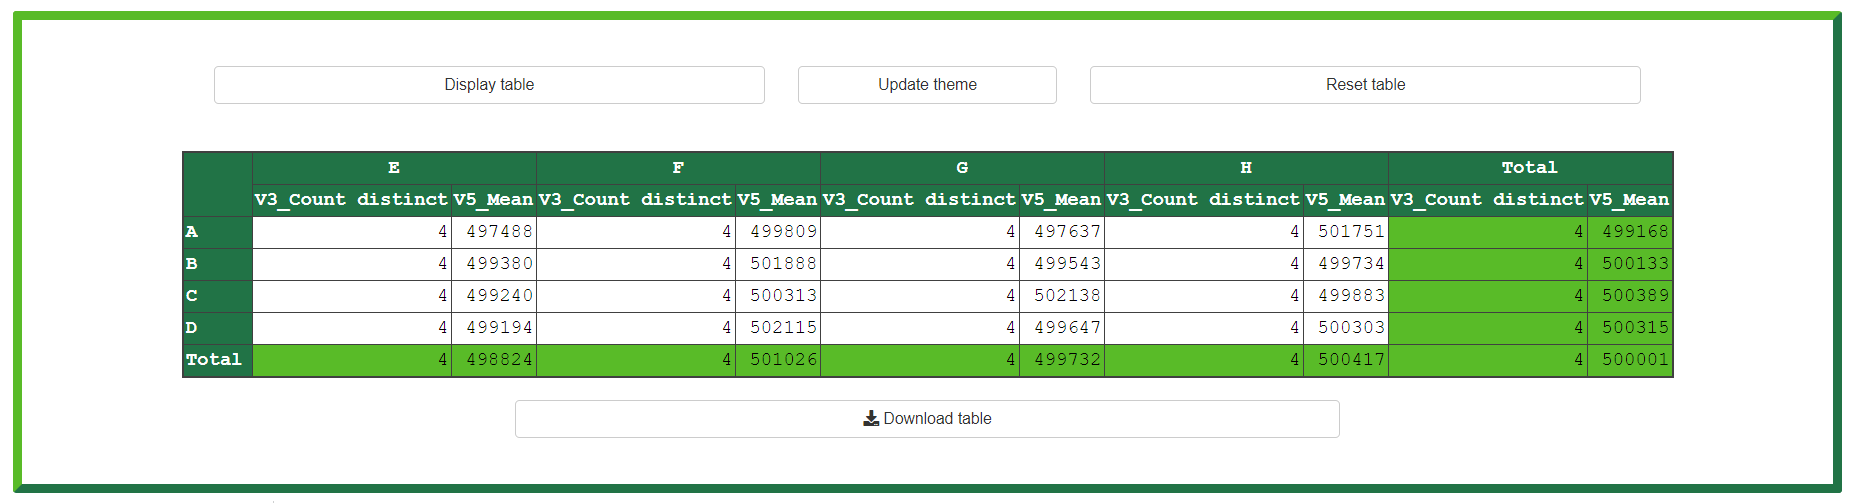 Display table Update theme Reset table
E F G H Total
V3_Count distinct V5_Mean V3_Count distinct V5_Mean V3_Count distinct V5_Mean V3_Count distinct V5_Mean V3_Count distinct V5_Mean
A 4 497488 4 499809 4 497637 4 501751 4 499168
B 4 499380 4 501888 4 499543 4 499734 4 500133
C 4 499240 4 500313 4 502138 4 499883 4 500389
D 4 499194 4 502115 4 499647 4 500303 4 500315
Total 4 498824 4 501026 4 499732 4 500417 4 500001
Download table